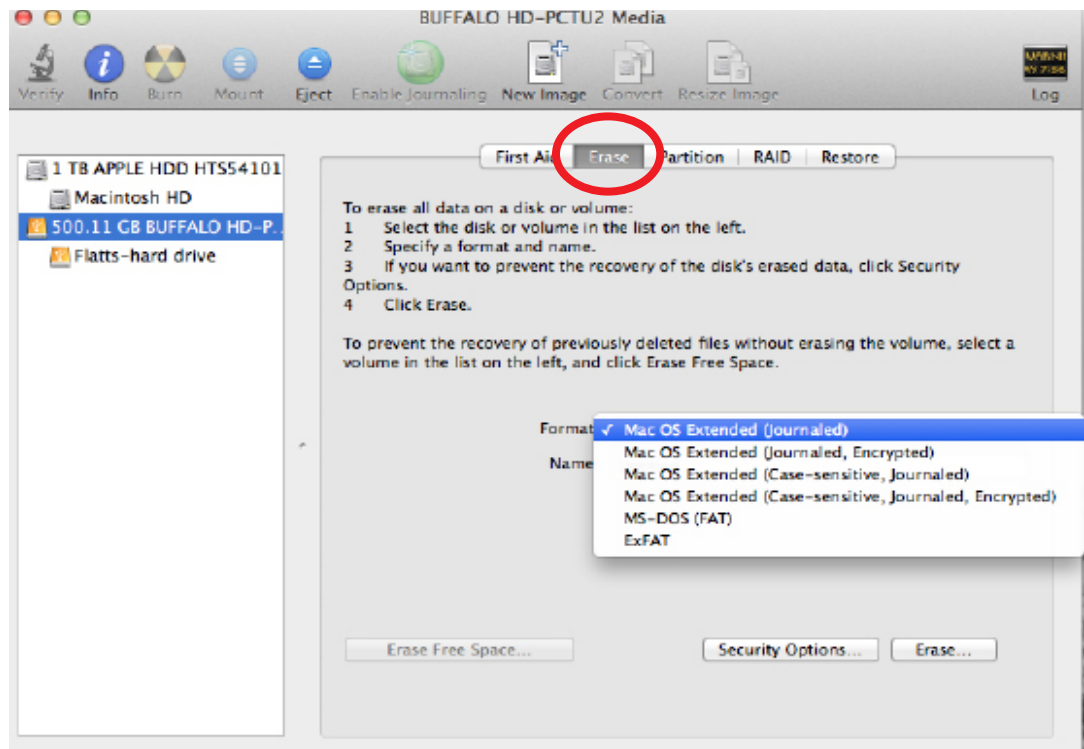 BUFFALO HD-PCTU2 Media
Verify Info Burn Mount Eject Enable Journaling New Image Convert Resize Image Log
First Aid Erase Partition RAID Restore
1 TB APPLE HDD HTS54101
Macintosh HD
500.11 GB BUFFALO HD-P..
Flatts-hard drive
To erase all data on a disk or volume:
1 Select the disk or volume in the list on the left.
2 Specify a format and name.
3 If you want to prevent the recovery of the disk's erased data, click Security
Options.
4 Click Erase.
To prevent the recovery of previously deleted files without erasing the volume, select a
volume in the list on the left, and click Erase Free Space.
Format
✓ Mac OS Extended (Journaled)
Mac OS Extended (Journaled, Encrypted)
Name
Mac OS Extended (Case-sensitive, Journaled)
Mac OS Extended (Case-sensitive, Journaled, Encrypted)
MS-DOS (FAT)
ExFAT
Erase Free Space... Security Options... Erase...